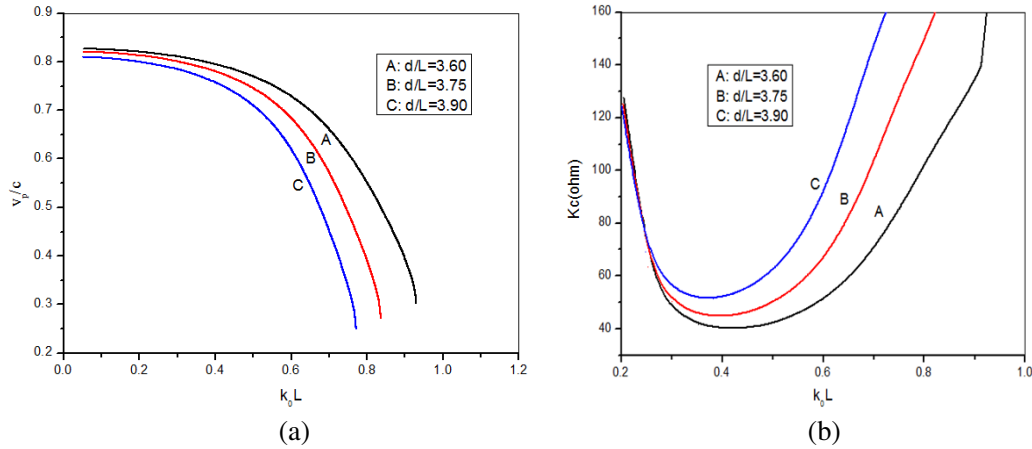 (a)
0.9
0.8
0.7
0.6
0.5
0.4
0.3
0.2
v_p/c
A: d/L=3.60
B: d/L=3.75
C: d/L=3.90
A
B
C
0.0 0.2 0.4 0.6 0.8 1.0 1.2
k_0L
(a)
160
140
120
100
80
60
40
Kc(ohm)
A: d/L=3.60
B: d/L=3.75
C: d/L=3.90
C
B
A
0.2 0.4 0.6 0.8 1.0
k_0L
(b)